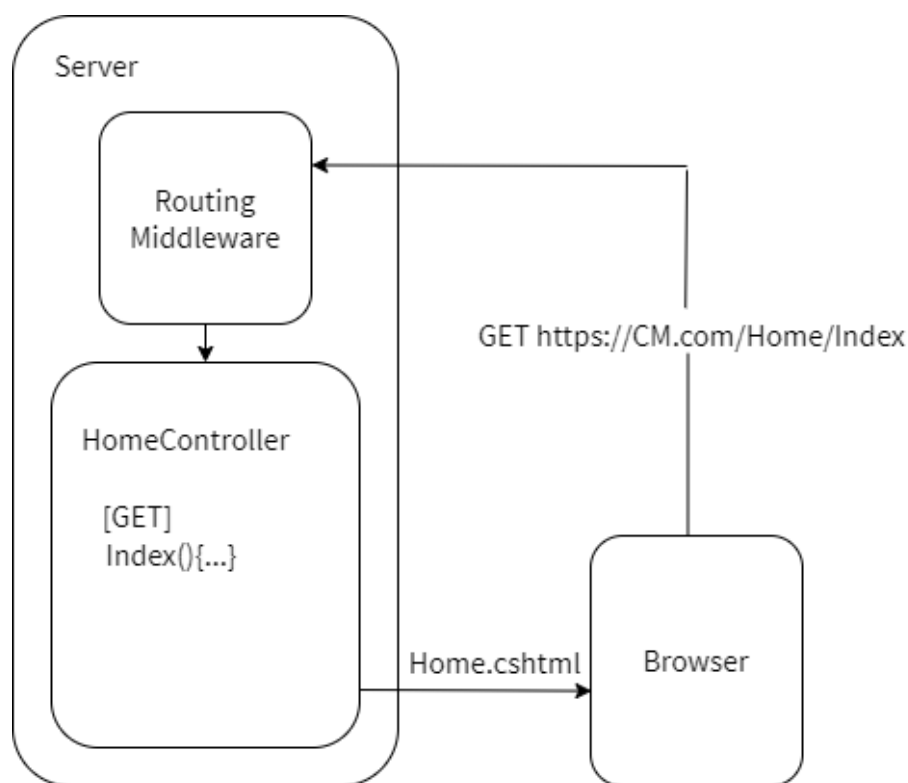 Server
Routing
Middleware
GET https://CM.com/Home/Index
HomeController
[GET]
Index(){...}
Home.cshtml
Browser